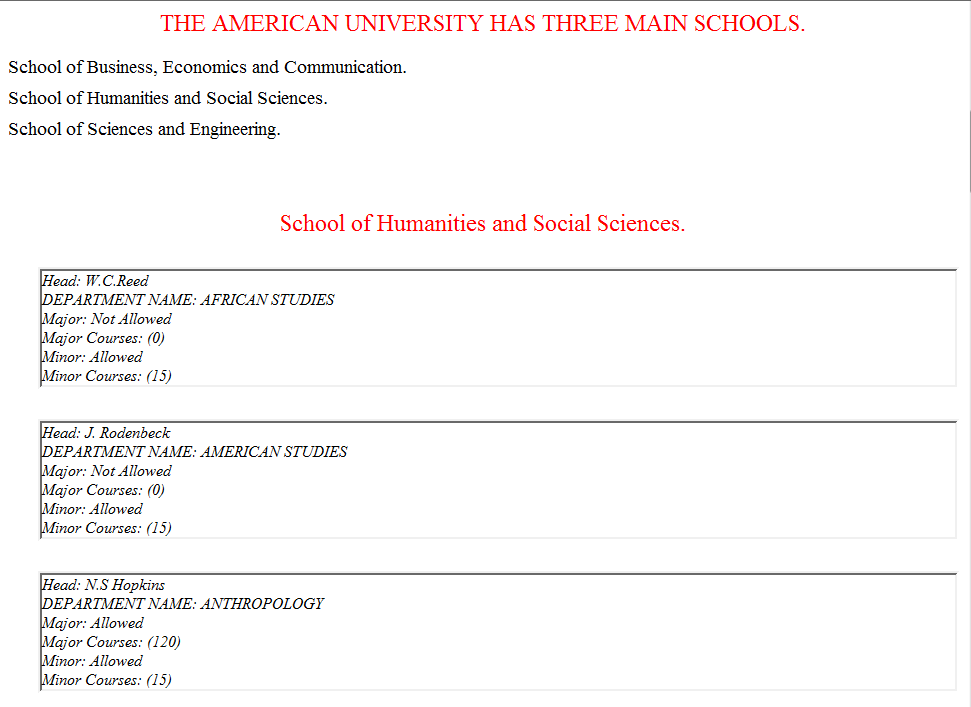 THE AMERICAN UNIVERSITY HAS THREE MAIN SCHOOLS.
School of Business, Economics and Communication.
School of Humanities and Social Sciences.
School of Sciences and Engineering.
School of Humanities and Social Sciences.
Head: W.C.Reed
DEPARTMENT NAME: AFRICAN STUDIES
Major: Not Allowed
Major Courses: (0)
Minor: Allowed
Minor Courses: (15)
Head: J. Rodenbeck
DEPARTMENT NAME: AMERICAN STUDIES
Major: Not Allowed
Major Courses: (0)
Minor: Allowed
Minor Courses: (15)
Head: N.S Hopkins
DEPARTMENT NAME: ANTHROPOLOGY
Major: Allowed
Major Courses: (120)
Minor: Allowed
Minor Courses: (15)